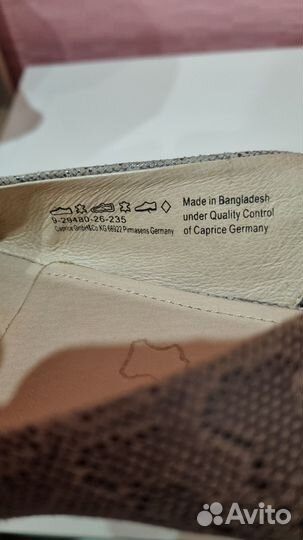 9-29480-26-235
Caprice GmbH&Co KG 66922 Pirmasens Germany
Made in Bangladesh
under Quality Control
of Caprice Germany
Avito